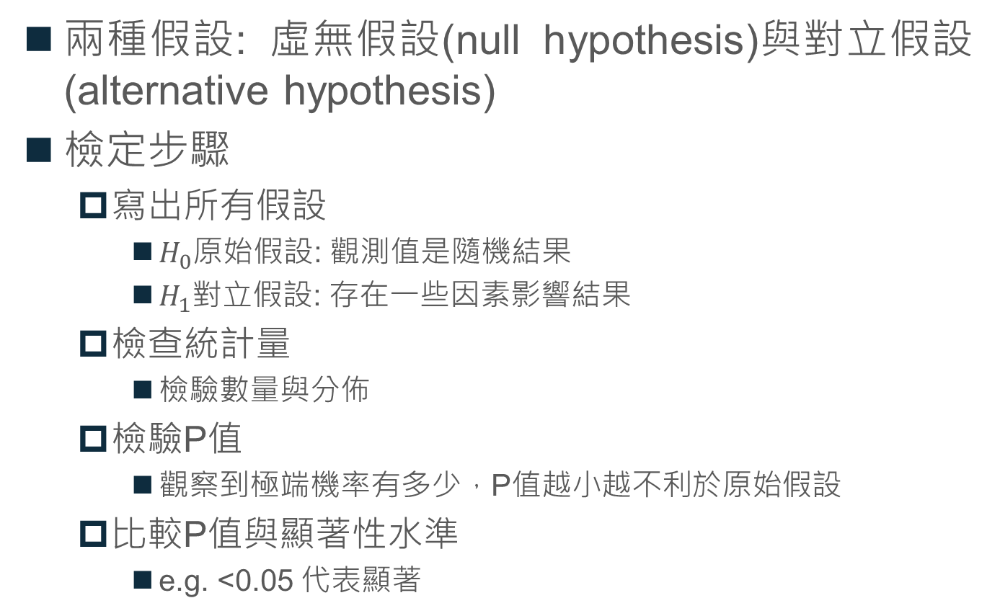 兩種假設: 虛無假設(null hypothesis)與對立假設
(alternative hypothesis)
檢定步驟
寫出所有假設
H₀原始假設: 觀測值是隨機結果
H₁對立假設: 存在一些因素影響結果
檢查統計量
檢驗數量與分佈
檢驗P值
觀察到極端機率有多少，P值越小越不利於原始假設
比較P值與顯著性水準
e.g. <0.05 代表顯著